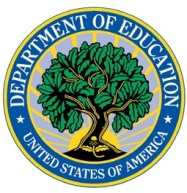 DEPARTMENT OF EDUCATION
UNITED STATES OF AMERICA